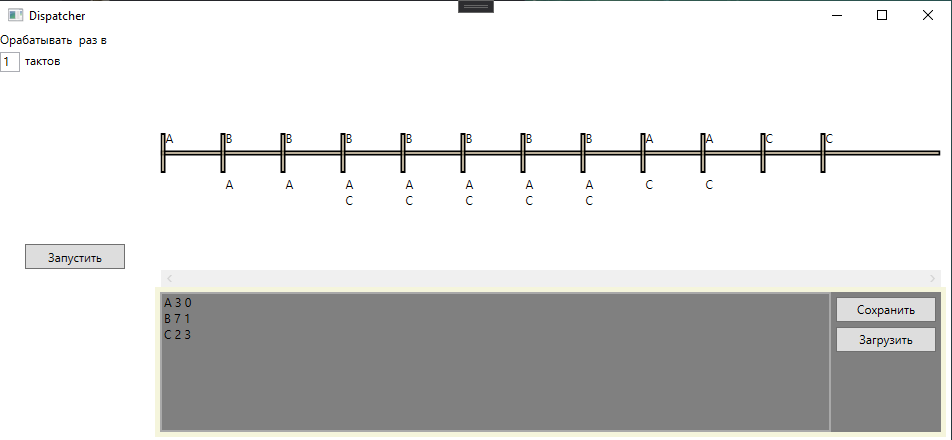 Dispatcher
Орабатывать раз в
1 тактов
A B B B B B B B A A C C
A A A A A A A C C
C C C C C
Запустить
A 3 0
B 7 1
C 2 3
Сохранить
Загрузить